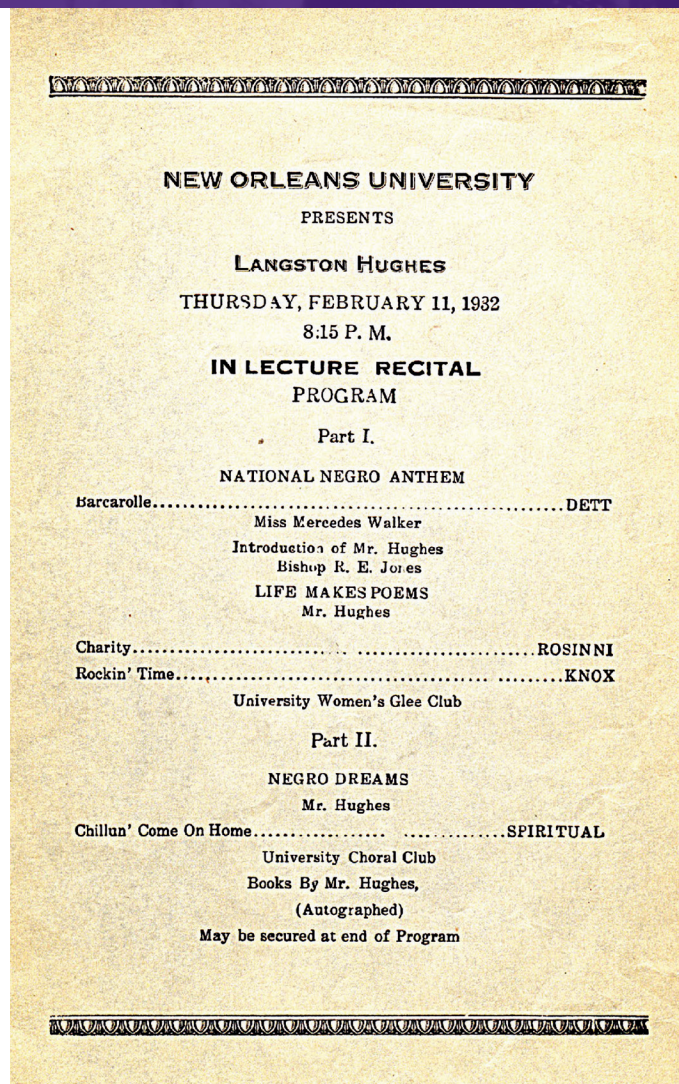 NEW ORLEANS UNIVERSITY
PRESENTS
LANGSTON HUGHES
THURSDAY, FEBRUARY 11, 1932
8:15 P. M.
IN LECTURE RECITAL
PROGRAM
Part I.
NATIONAL NEGRO ANTHEM
Barcarolle.......................................................DETT
Miss Mercedes Walker
Introduction of Mr. Hughes
Bishop R. E. Jones
LIFE MAKES POEMS
Mr. Hughes
Charity.......................................................ROSINNI
Rockin' Time.......................................................KNOX
University Women's Glee Club
Part II.
NEGRO DREAMS
Mr. Hughes
Chillun' Come On Home..................................SPIRITUAL
University Choral Club
Books By Mr. Hughes,
(Autographed)
May be secured at end of Program